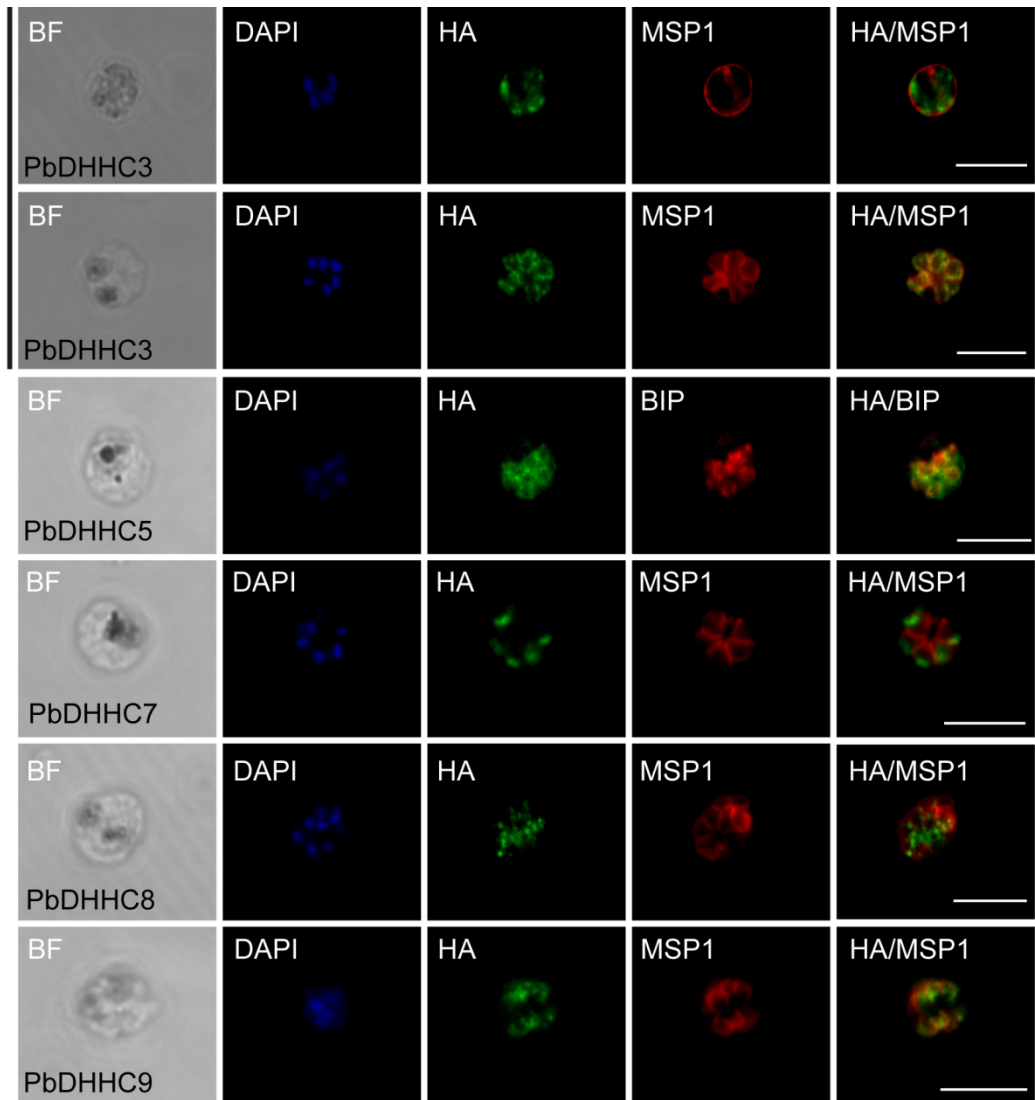 BF DAPI HA MSP1 HA/MSP1
PbDHHC3
BF DAPI HA MSP1 HA/MSP1
PbDHHC3
BF DAPI HA BIP HA/BIP
PbDHHC5
BF DAPI HA MSP1 HA/MSP1
PbDHHC7
BF DAPI HA MSP1 HA/MSP1
PbDHHC8
BF DAPI HA MSP1 HA/MSP1
PbDHHC9